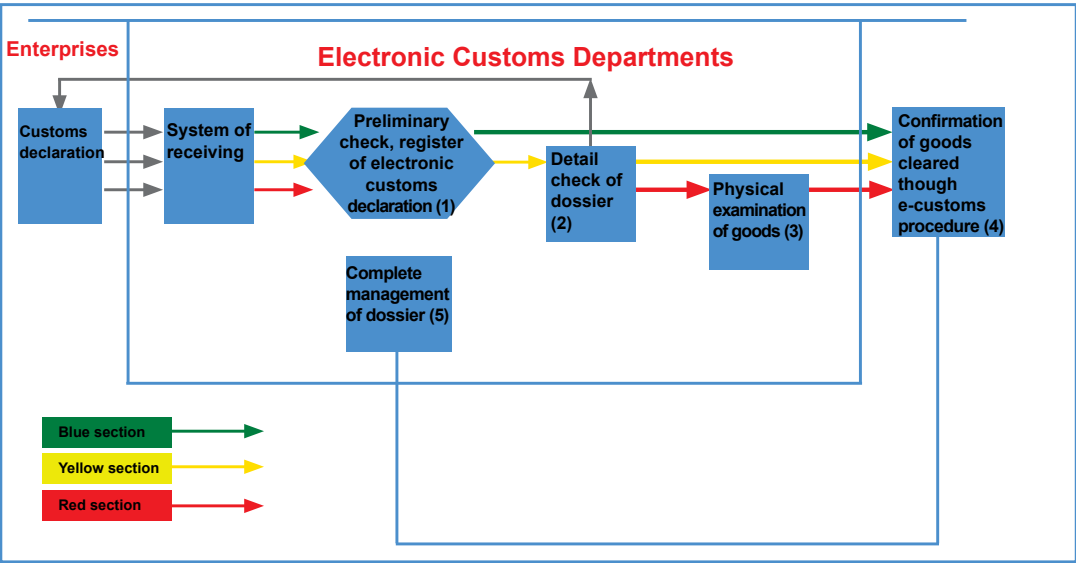 Enterprises
Electronic Customs Departments
Customs
declaration
System of
receiving
Preliminary
check, register
of electronic
customs
declaration (1)
Detail
check of
dossier
(2)
Physical
examination
of goods (3)
Confirmation
of goods
cleared
though
e-customs
procedure (4)
Complete
management
of dossier (5)
Blue section
Yellow section
Red section